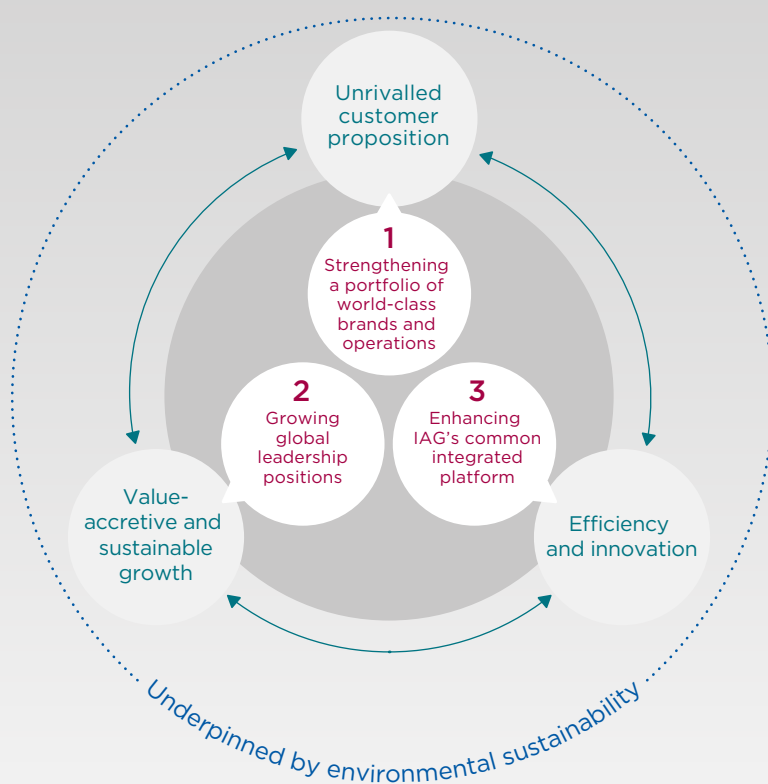 Unrivalled
customer
proposition
1
Strengthening
a portfolio of
world-class
brands and
operations
2
Growing
global
leadership
positions
3
Enhancing
IAG’s common
integrated
platform
Value-
accretive and
sustainable
growth
Efficiency
and innovation
Underpinned by environmental sustainability